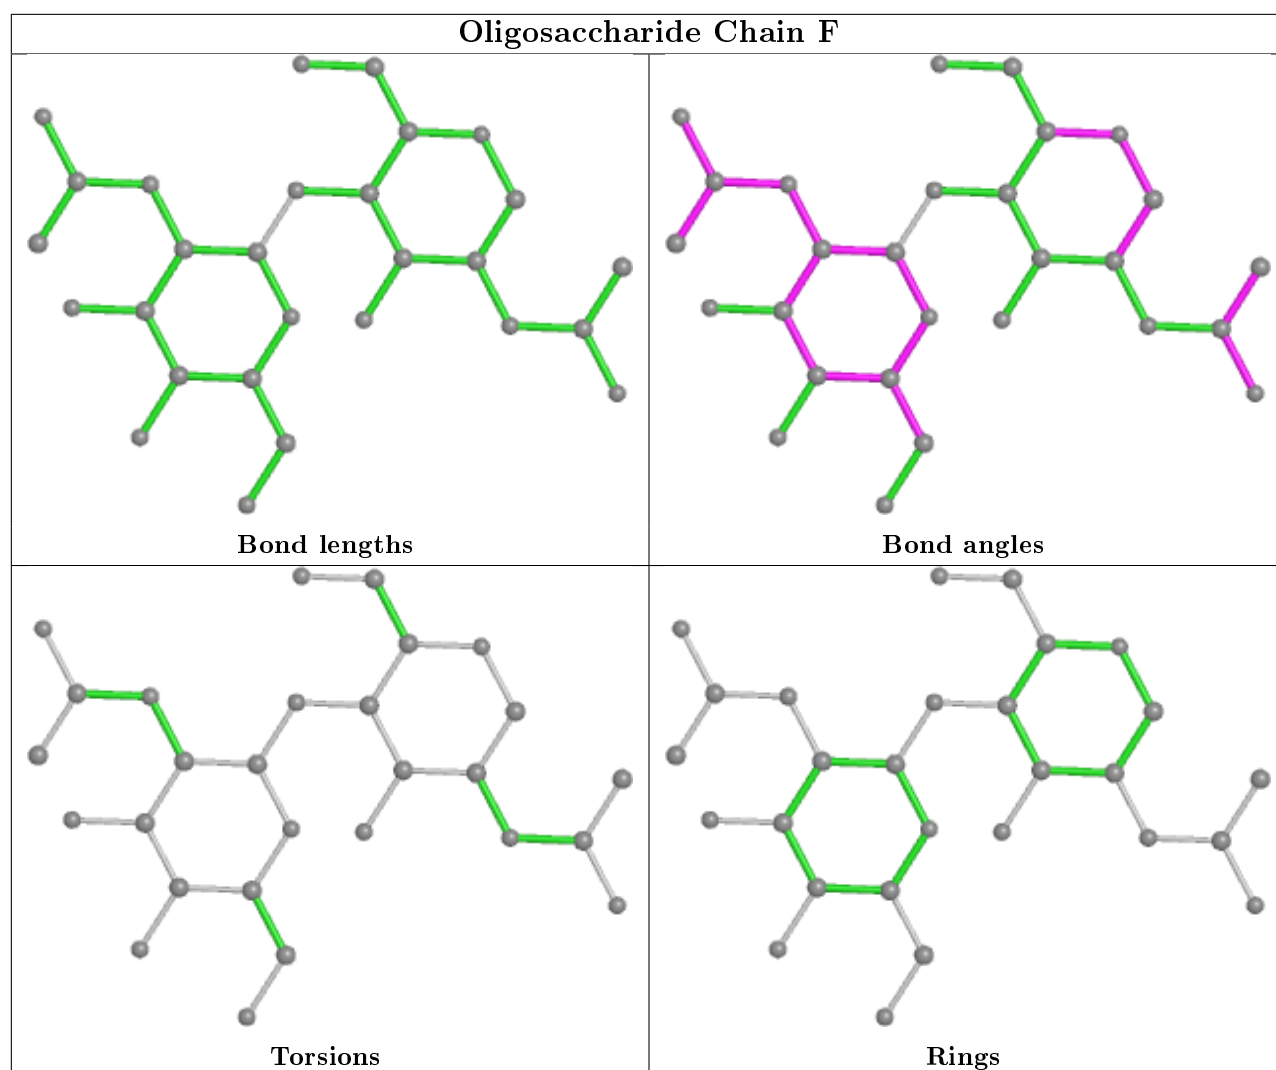 Oligosaccharide Chain F
Bond lengths
Bond angles
Torsions
Rings